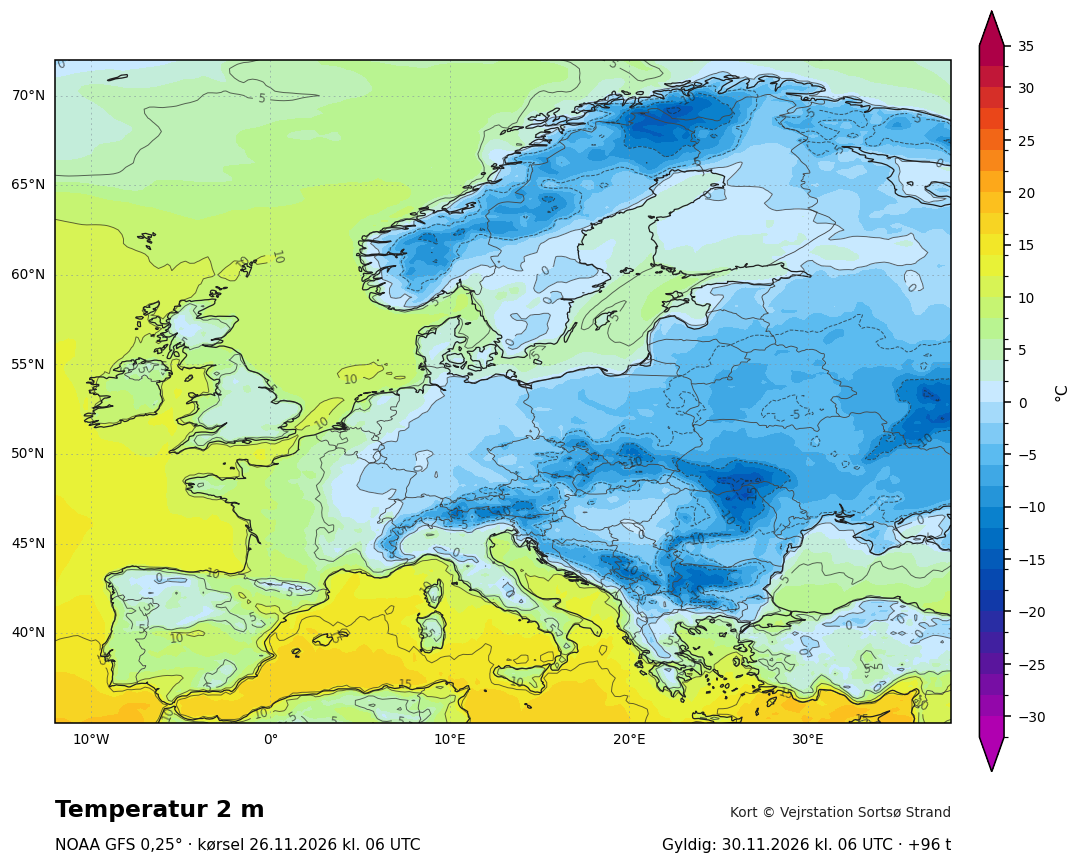 70°N
65°N
60°N
55°N
50°N
45°N
40°N
10°W
0°
10°E
20°E
30°E
35
30
25
20
15
10
5
0
−5
−10
−15
−20
−25
−30
°C
Temperatur 2 m
Kort © Vejrstation Sortsø Strand
NOAA GFS 0,25° · kørsel 26.11.2026 kl. 06 UTC
Gyldig: 30.11.2026 kl. 06 UTC · +96 t